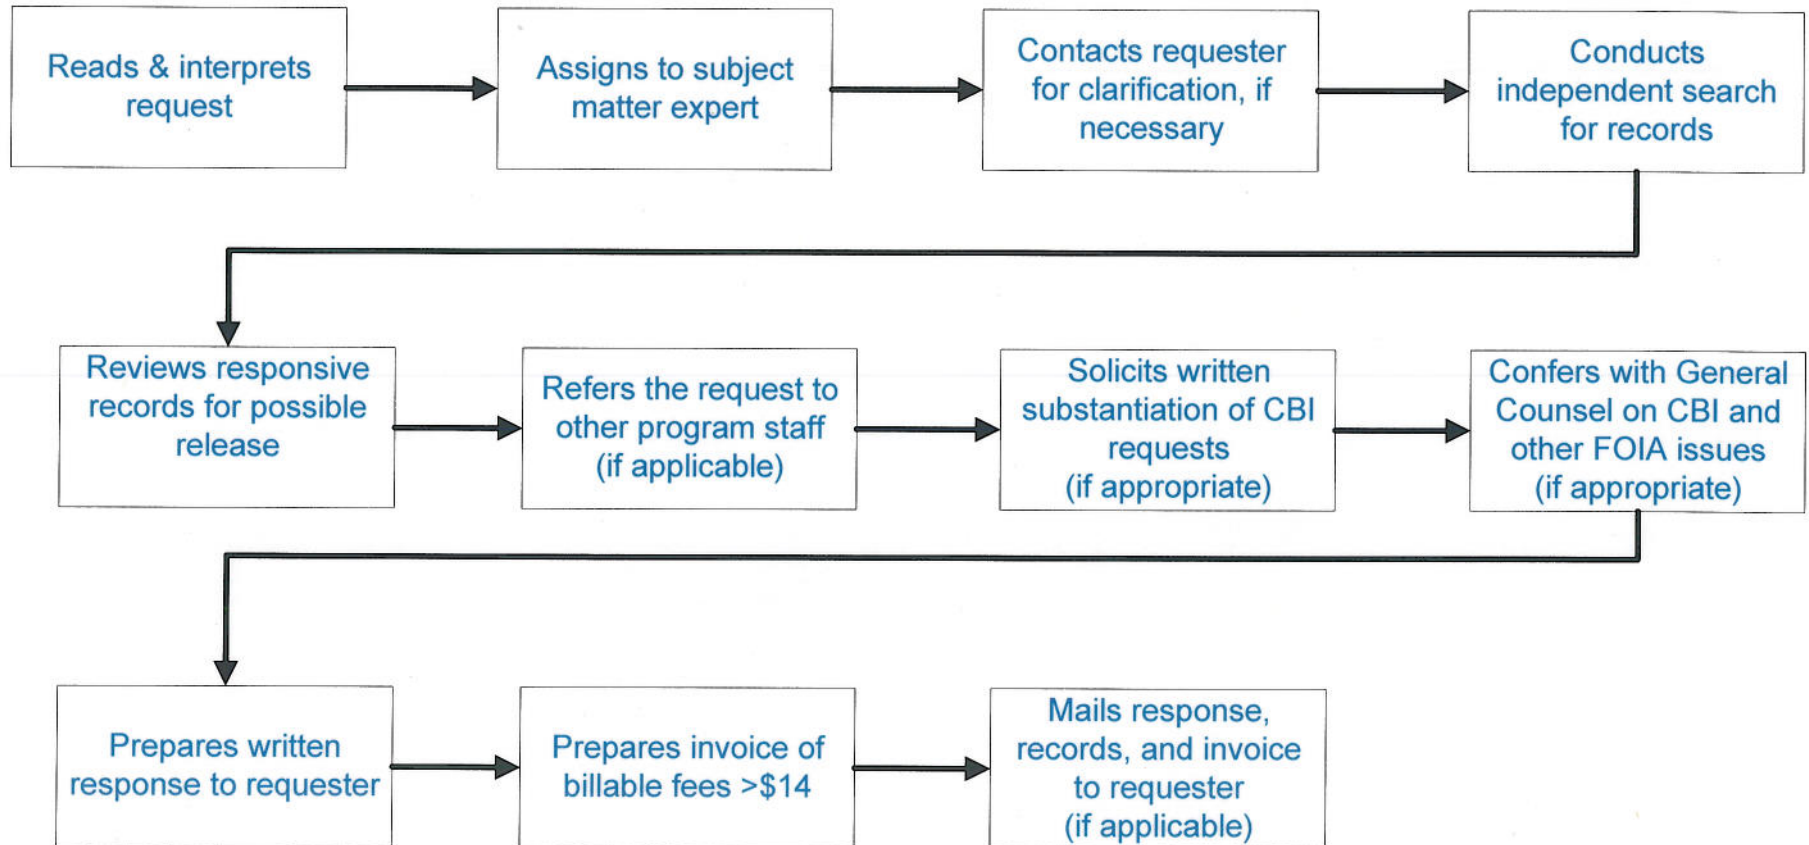 Reads & interprets
request
Assigns to subject
matter expert
Contacts requester
for clarification, if
necessary
Conducts
independent search
for records
Reviews responsive
records for possible
release
Refers the request to
other program staff
(if applicable)
Solicits written
substantiation of CBI
requests
(if appropriate)
Confers with General
Counsel on CBI and
other FOIA issues
(if appropriate)
Prepares written
response to requester
Prepares invoice of
billable fees >$14
Mails response,
records, and invoice
to requester
(if applicable)